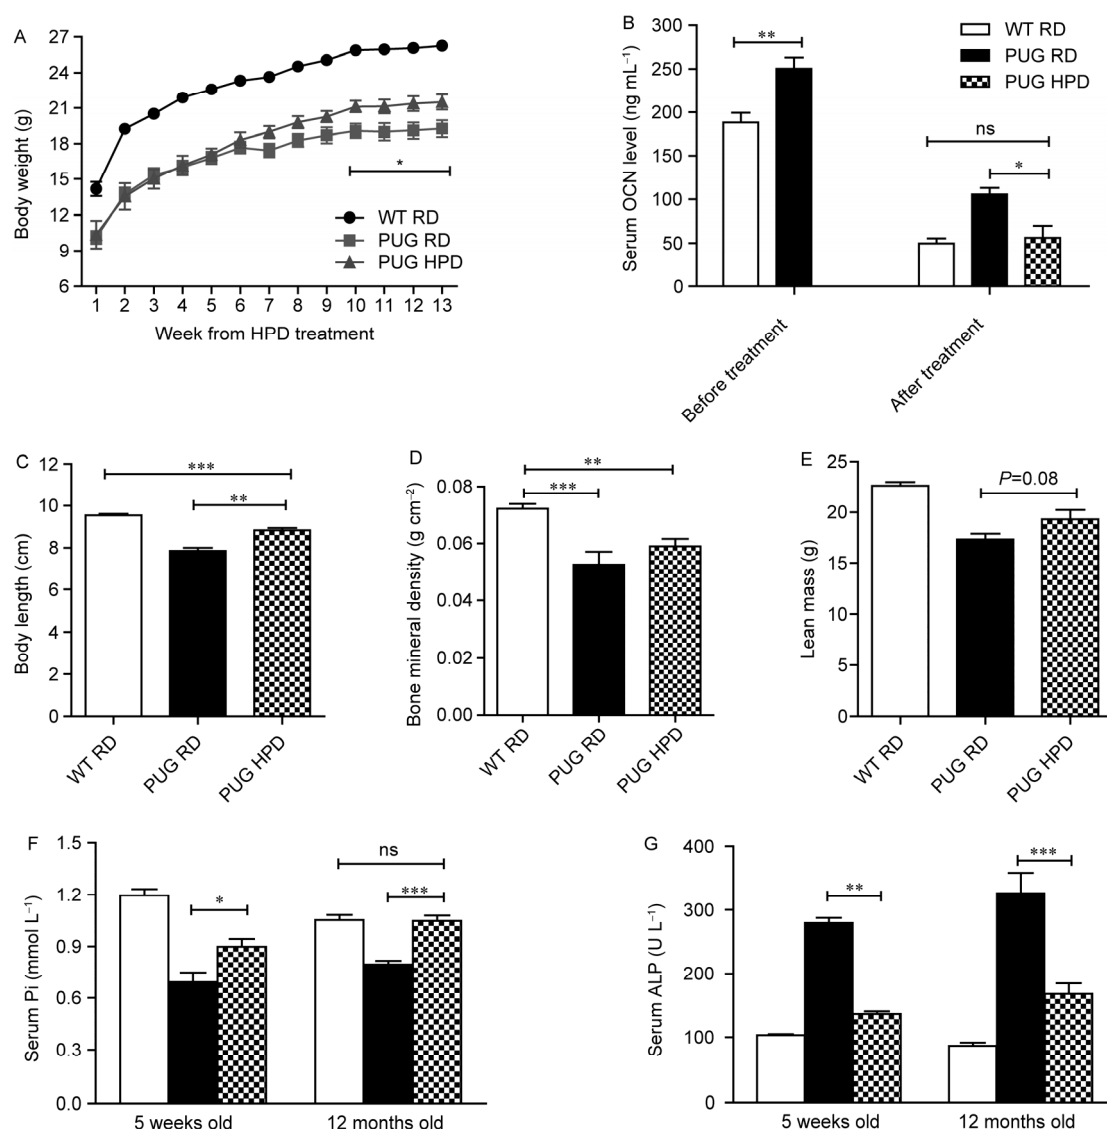 A
27
24
21
18
15
12
9
6
Body weight (g)
*
WT RD
PUG RD
PUG HPD
1 2 3 4 5 6 7 8 9 10 11 12 13
Week from HPD treatment
B
300
250
200
150
100
50
0
Serum OCN level (ng mL⁻¹)
**
ns
*
WT RD
PUG RD
PUG HPD
Before treatment
After treatment
C
12
10
8
6
4
2
0
Body length (cm)
***
**
WT RD
PUG RD
PUG HPD
D
0.08
0.06
0.04
0.02
0.00
Bone mineral density (g cm⁻²)
**
***
WT RD
PUG RD
PUG HPD
E
25
20
15
10
5
0
Lean mass (g)
P=0.08
WT RD
PUG RD
PUG HPD
F
1.5
1.2
0.9
0.6
0.3
0.0
Serum Pi (mmol L⁻¹)
*
ns
***
5 weeks old
12 months old
G
400
300
200
100
0
Serum ALP (U L⁻¹)
**
***
5 weeks old
12 months old